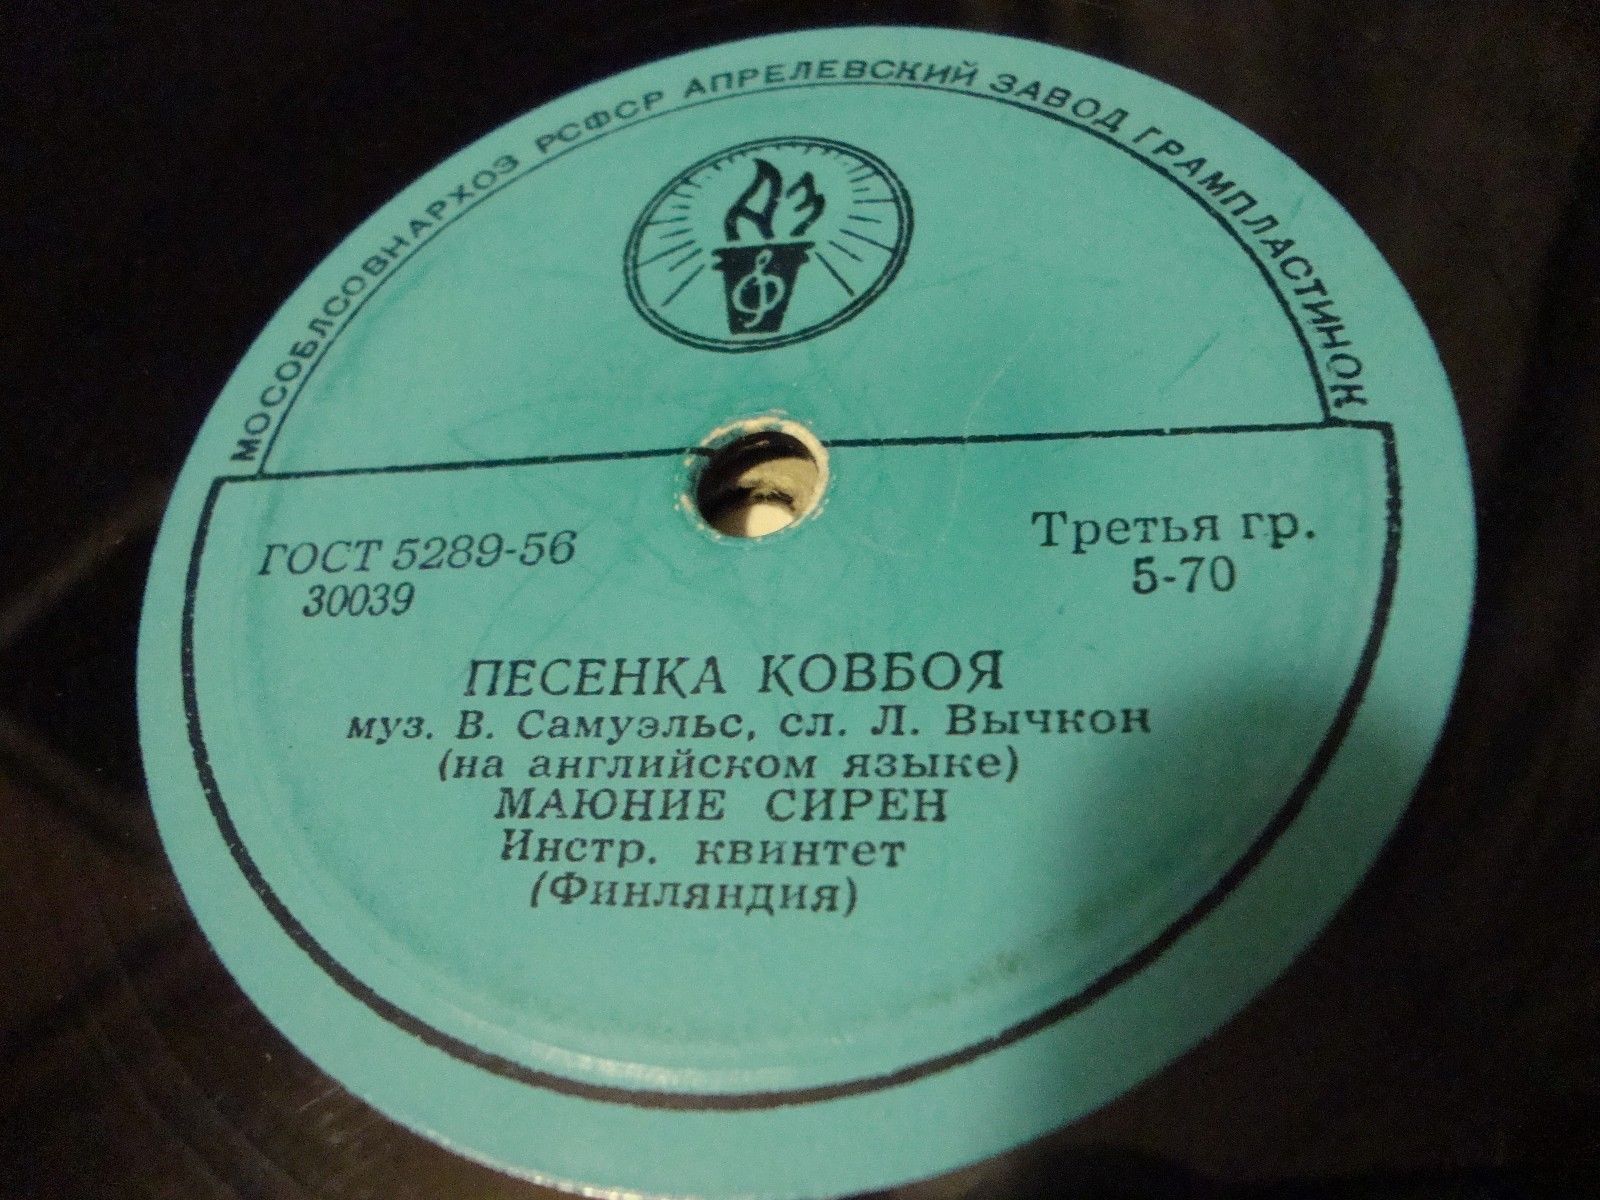 МОСОБЛСОВНАРХОЗ РСФСР АПРЕЛЕВСКИЙ ЗАВОД ГРАМПЛАСТИНОК
АЗ
ГОСТ 5289-56
30039
Третья гр.
5-70
ПЕСЕНКА КОВБОЯ
муз. В. Самуэльс, сл. Л. Вычкон
(на английском языке)
МАЮНИЕ СИРЕН
Инстр. квинтет
(Финляндия)